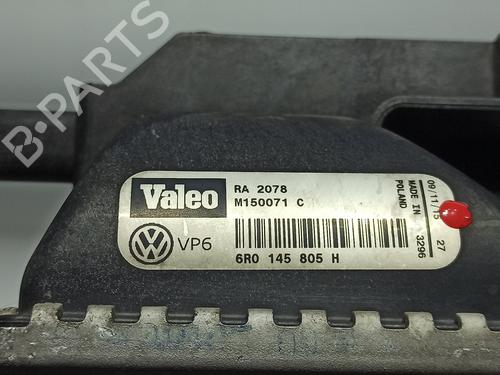 B-PARTS
Valeo
RA 2078
M150071 C
VP6
6R0 145 805 H
MADE IN
POLAND
09/11/15
27
3296